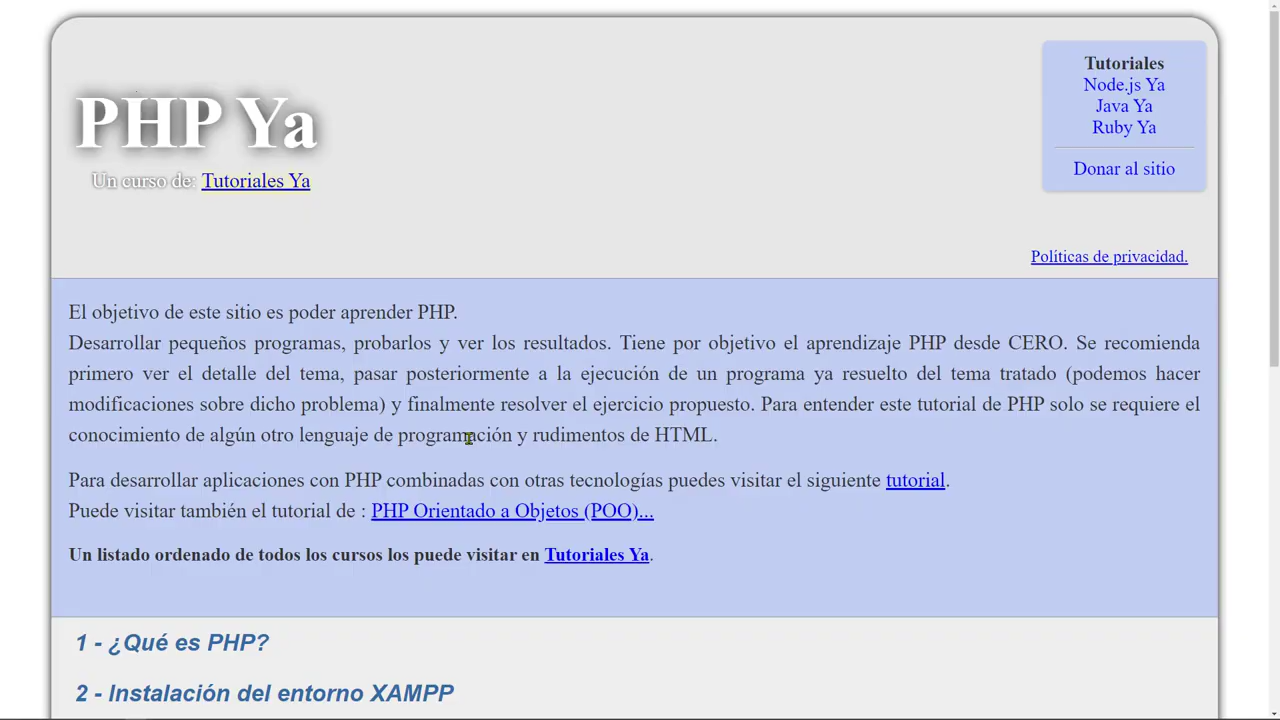 PHP Ya
Un curso de: Tutoriales Ya
Tutoriales
Node.js Ya
Java Ya
Ruby Ya
Donar al sitio
Políticas de privacidad.
El objetivo de este sitio es poder aprender PHP.
Desarrollar pequeños programas, probarlos y ver los resultados. Tiene por objetivo el aprendizaje PHP desde CERO. Se recomienda
primero ver el detalle del tema, pasar posteriormente a la ejecución de un programa ya resuelto del tema tratado (podemos hacer
modificaciones sobre dicho problema) y finalmente resolver el ejercicio propuesto. Para entender este tutorial de PHP solo se requiere el
conocimiento de algún otro lenguaje de programación y rudimentos de HTML.
Para desarrollar aplicaciones con PHP combinadas con otras tecnologías puedes visitar el siguiente tutorial.
Puede visitar también el tutorial de : PHP Orientado a Objetos (POO)...
Un listado ordenado de todos los cursos los puede visitar en Tutoriales Ya.
1 - ¿Qué es PHP?
2 - Instalación del entorno XAMPP